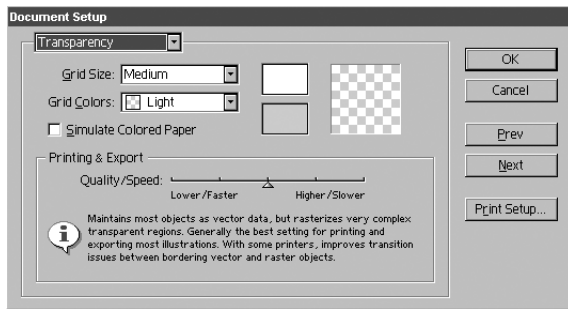 Document Setup
Transparency
OK
Grid Size: Medium
Cancel
Grid Colors: Light
Simulate Colored Paper
Prev
Printing & Export
Next
Quality/Speed:
Lower/Faster Higher/Slower
Print Setup...
Maintains most objects as vector data, but rasterizes very complex
transparent regions. Generally the best setting for printing and
exporting most illustrations. With some printers, improves transition
issues between bordering vector and raster objects.